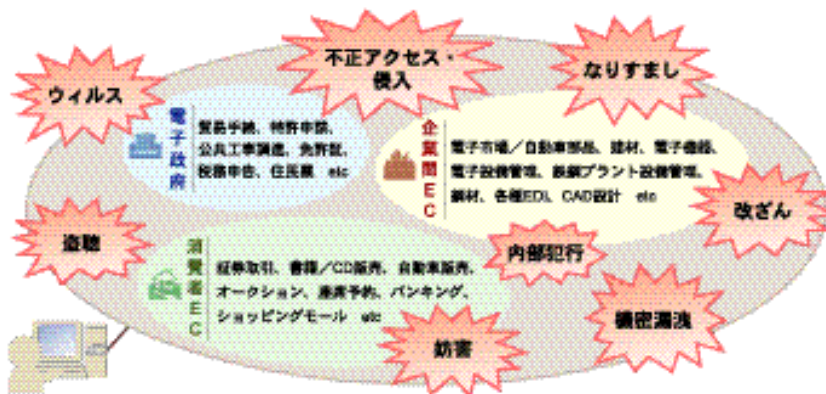 不正アクセス・
侵入
なりすまし
ウィルス
電子政府
貿易手続、特許申請、
公共工事調達、免許証、
税務申告、住民票 etc
企業間EC
電子市場／自動車部品、建材、電子機器、
電子設備管理、鉄鋼プラント設備管理、
鋼材、各種EDI、CAD設計 etc
改ざん
盗聴
消費者EC
証券取引、書籍／CD販売、自動車販売、
オークション、座席予約、バンキング、
ショッピングモール etc
内部犯行
機密漏洩
妨害